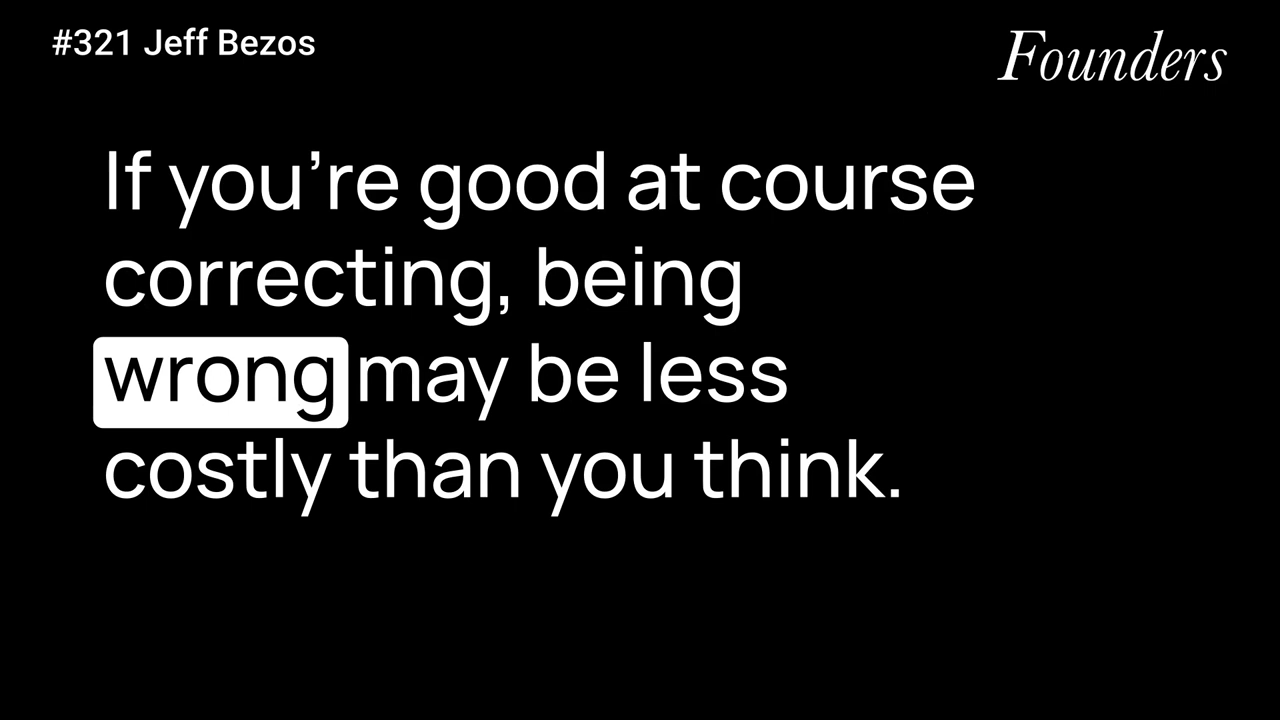 #321 Jeff Bezos
Founders
If you’re good at course
correcting, being
wrong may be less
costly than you think.